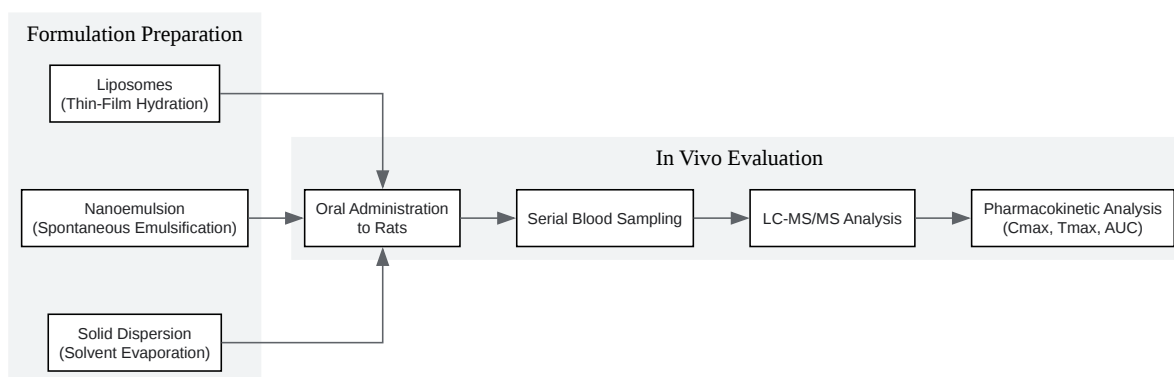 Formulation Preparation
Liposomes
(Thin-Film Hydration)
In Vivo Evaluation
Nanoemulsion
(Spontaneous Emulsification)
Oral Administration
to Rats
Serial Blood Sampling
LC-MS/MS Analysis
Pharmacokinetic Analysis
(Cmax, Tmax, AUC)
Solid Dispersion
(Solvent Evaporation)